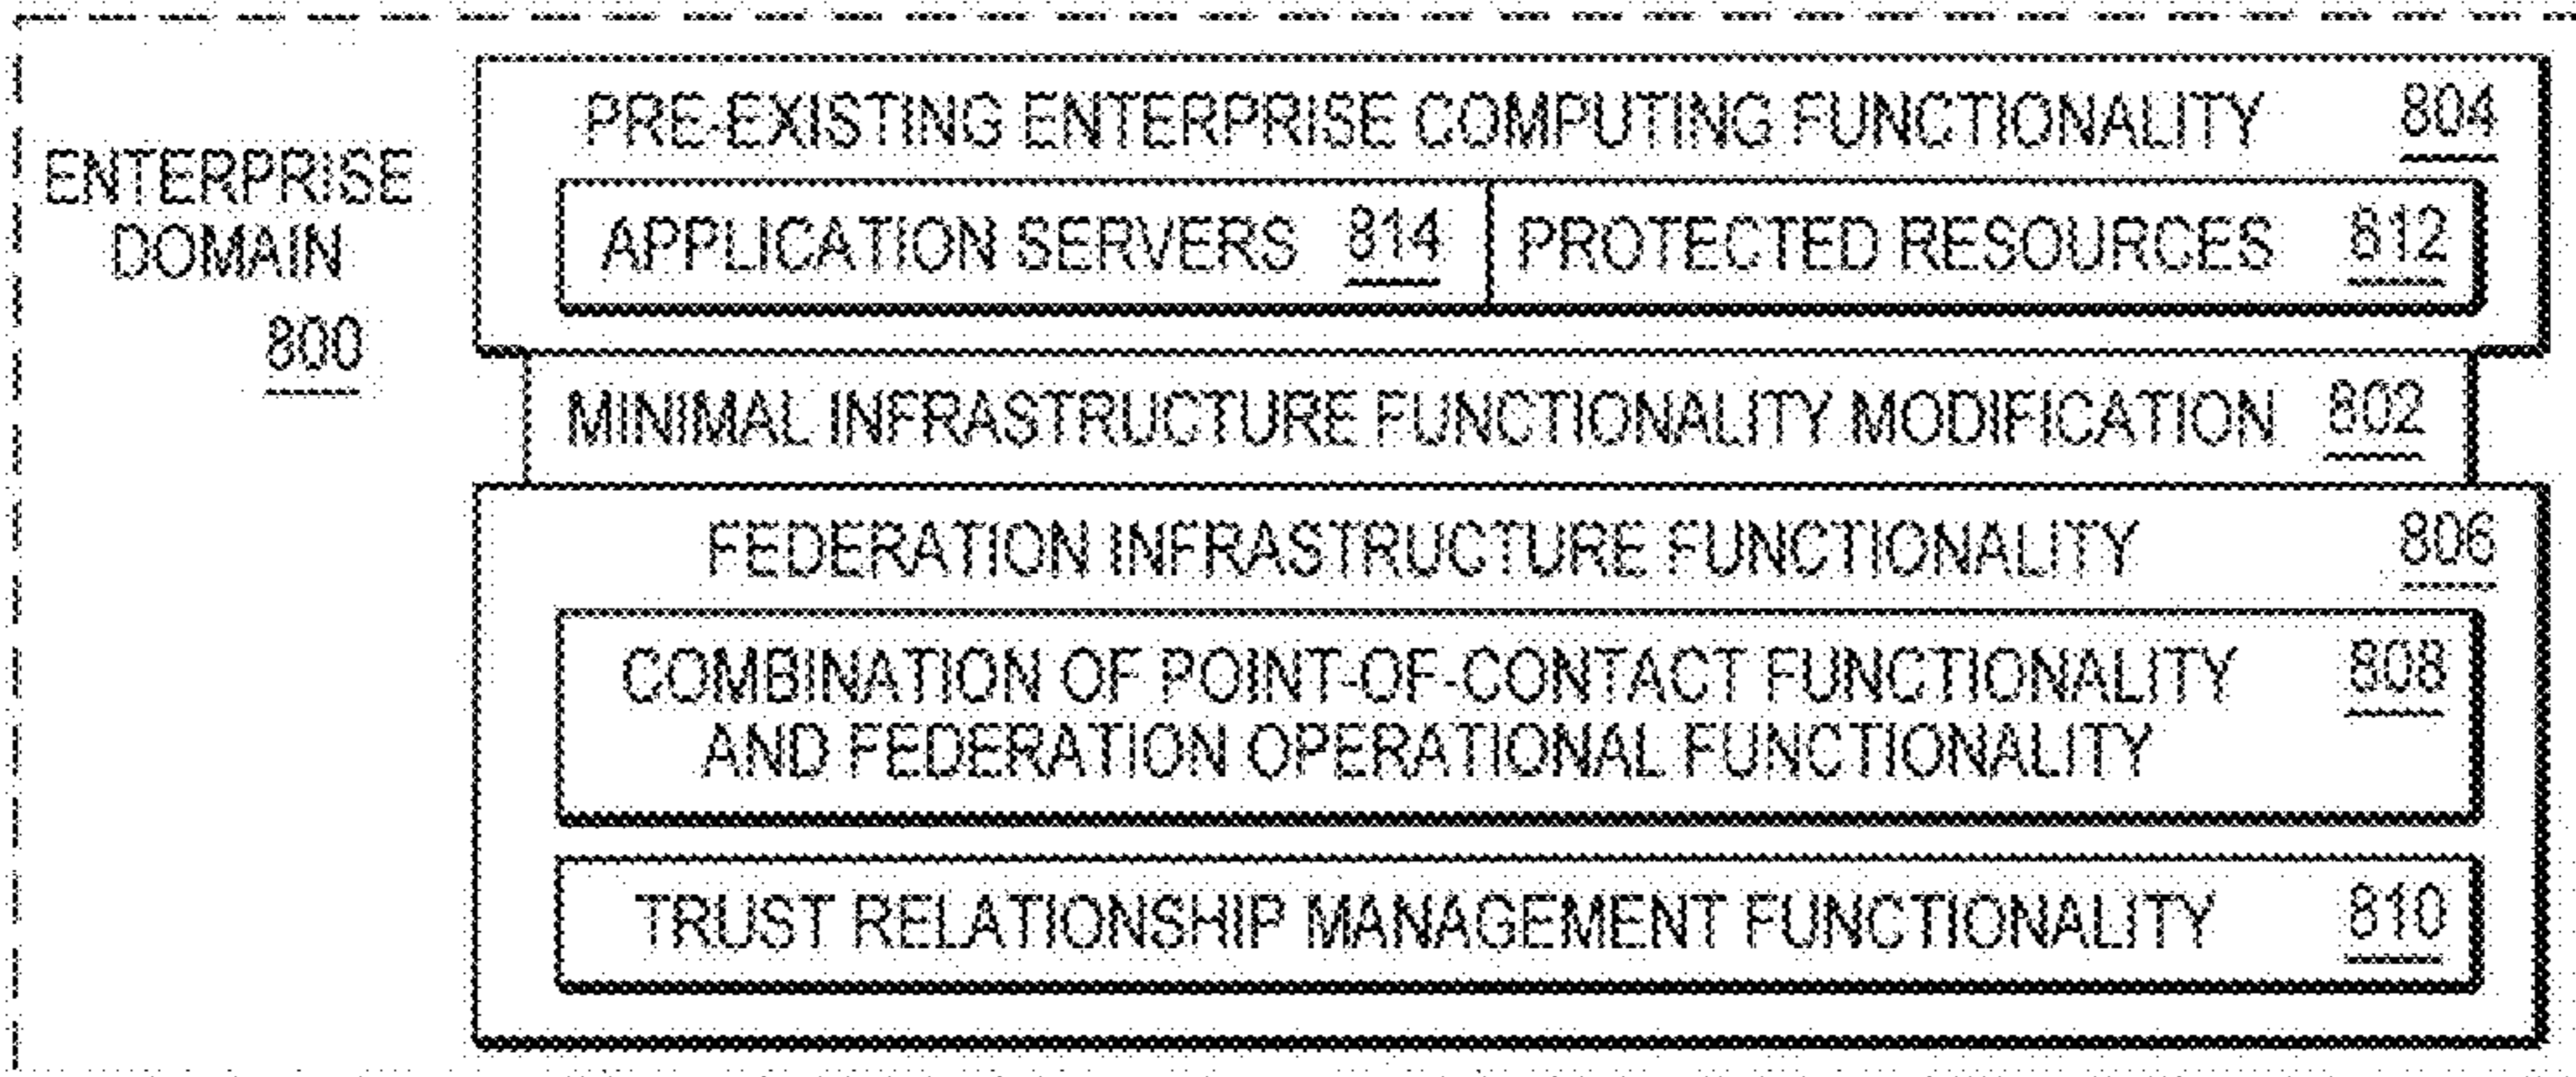 ENTERPRISE
DOMAIN
800
PRE-EXISTING ENTERPRISE COMPUTING FUNCTIONALITY 804
APPLICATION SERVERS 814 PROTECTED RESOURCES 812
MINIMAL INFRASTRUCTURE FUNCTIONALITY MODIFICATION 802
FEDERATION INFRASTRUCTURE FUNCTIONALITY 806
COMBINATION OF POINT-OF-CONTACT FUNCTIONALITY 808
AND FEDERATION OPERATIONAL FUNCTIONALITY
TRUST RELATIONSHIP MANAGEMENT FUNCTIONALITY 810